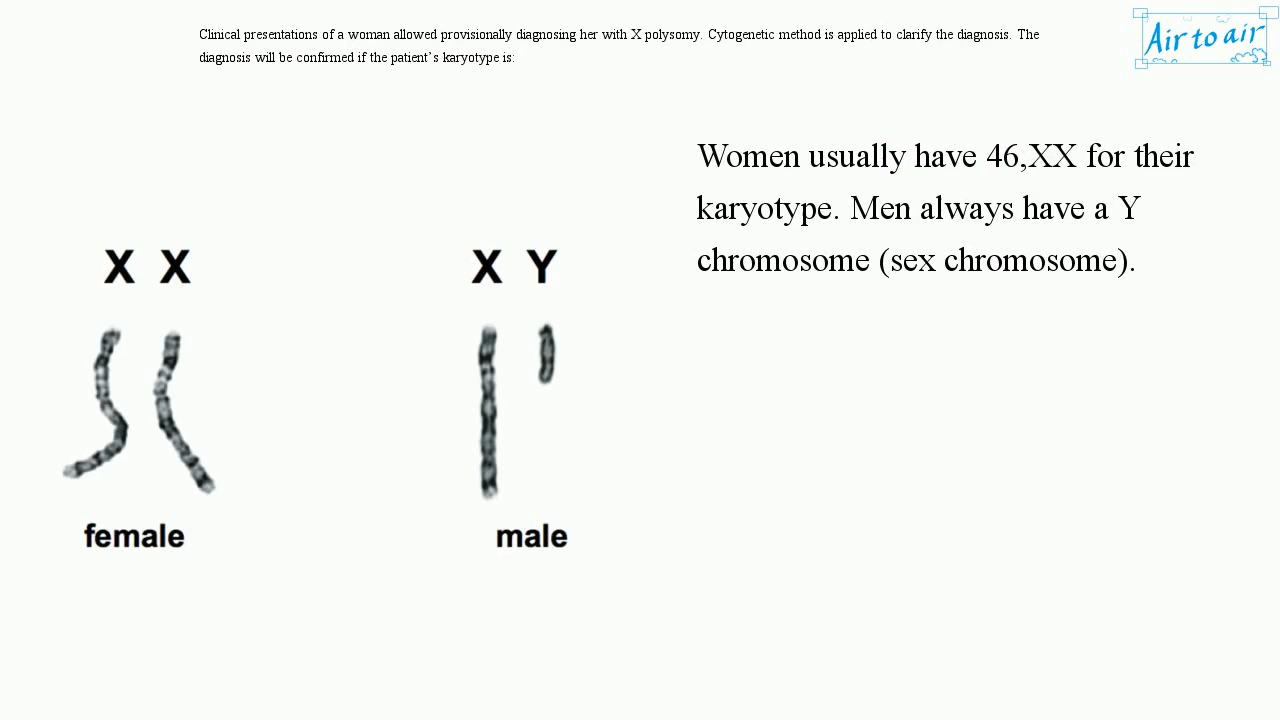 Clinical presentations of a woman allowed provisionally diagnosing her with X polysomy. Cytogenetic method is applied to clarify the diagnosis. The
diagnosis will be confirmed if the patient's karyotype is:
Air to air
Women usually have 46,XX for their
karyotype. Men always have a Y
chromosome (sex chromosome).
X X
X Y
female
male